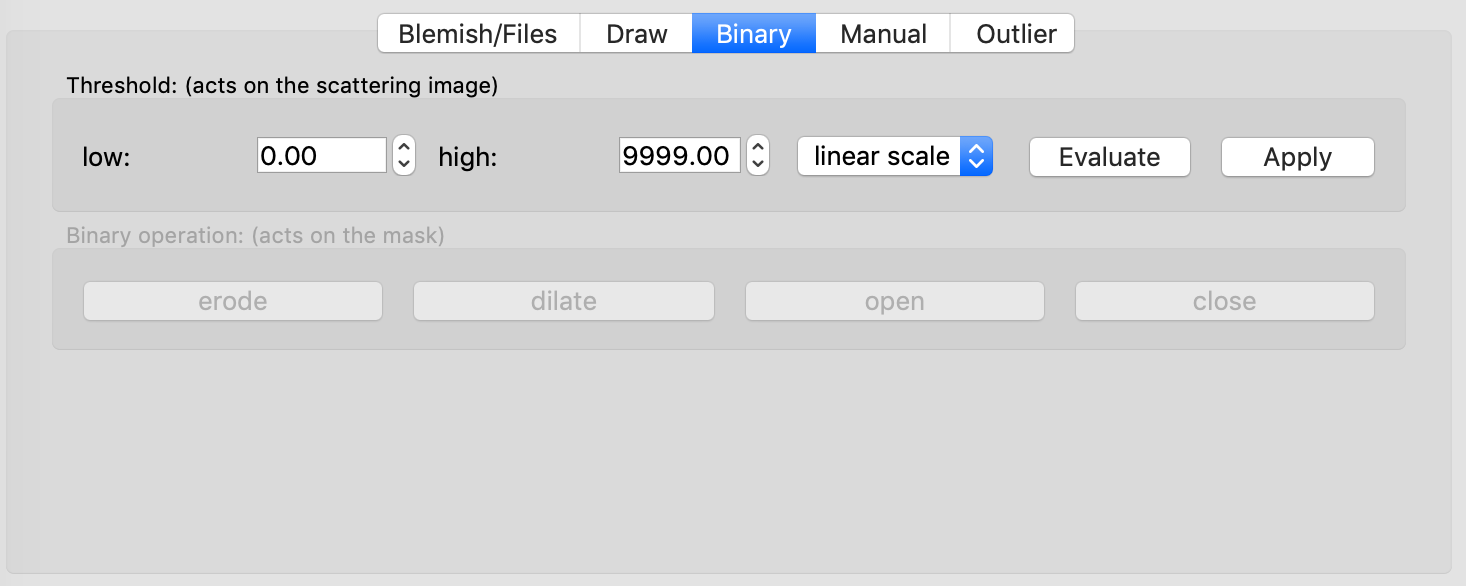 Blemish/Files Draw Binary Manual Outlier
Threshold: (acts on the scattering image)
low: 0.00 high: 9999.00 linear scale Evaluate Apply
Binary operation: (acts on the mask)
erode dilate open close